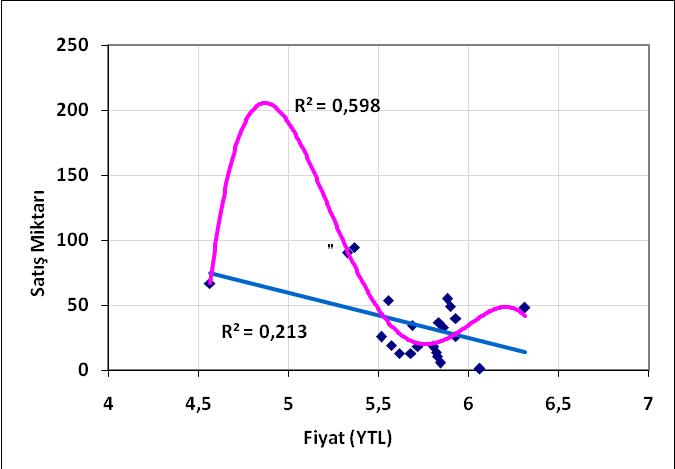 250
200
R² = 0,598
150
Satış Miktarı
100
"
50
R² = 0,213
0
4 4,5 5 5,5 6 6,5 7
Fiyat (YTL)